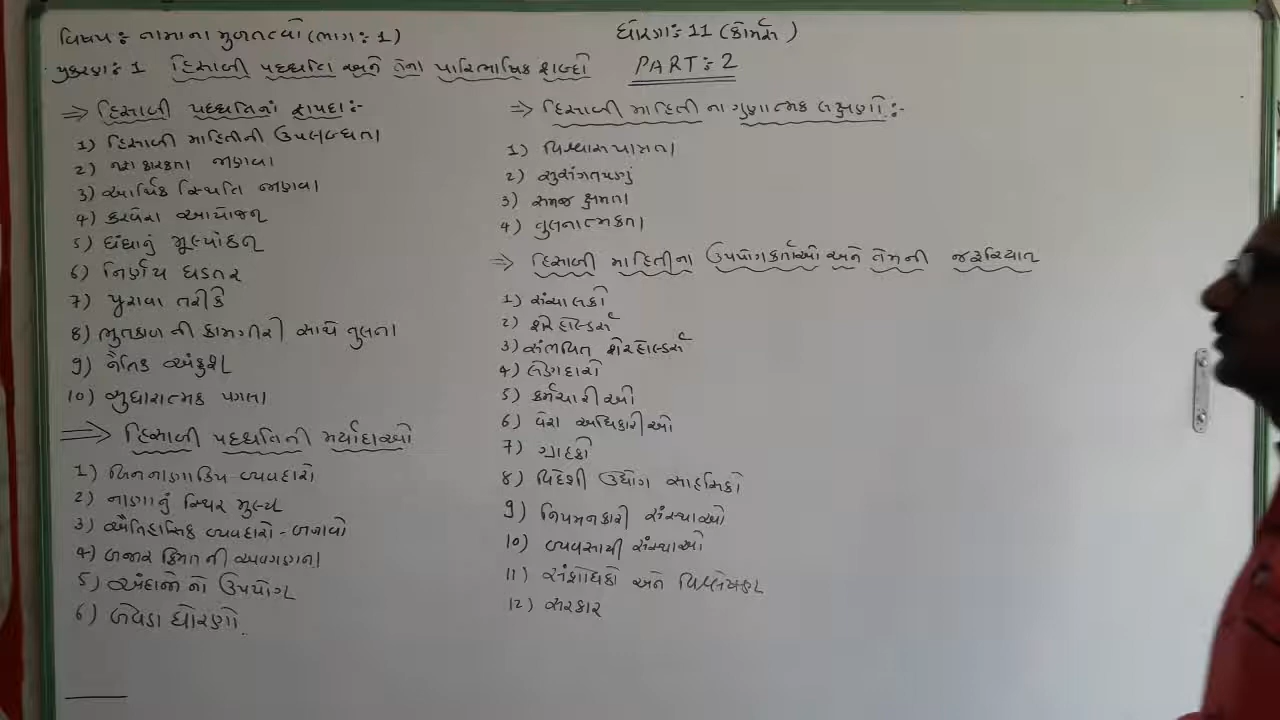 વિષય: નામાના મુળતત્વો (ભાગ: 1)
ધોરણ: 11 (કોમર્સ)
પ્રકરણ: 1 હિસાબી પદ્ધતિ અને તેના પારિભાષિક શબ્દો PART: 2
⇒ હિસાબી પદ્ધતિના ફાયદા:-
1) હિસાબી માહિતીની ઉપલબ્ધતા
2) નફાકારકતા જાણવા
3) આર્થિક સ્થિતિ જાણવા
4) કરવેરા આયોજન
5) ધંધાનું મૂલ્યાંકન
6) નિર્ણય ઘડતર
7) પુરાવા તરીકે
8) ભુતકાળ ની કામગીરી સાથે તુલના
9) નૈતિક અંકુશ
10) સુધારાત્મક પગલા
⇒ હિસાબી પદ્ધતિની મર્યાદાઓ
1) બિનનાણાકિય વ્યવહારો
2) નાણાનું સ્થિર મુલ્ય
3) ઐતિહાસિક વ્યવહારો - બનાવો
4) બજાર કિંમત ની અવગણના
5) અંદાજો નો ઉપયોગ
6) બેવડા ધોરણો
⇒ હિસાબી માહિતી ના ગુણાત્મક લક્ષણો:-
1) વિશ્વાસપાત્રતા
2) સુસંગતપણું
3) સમજ ક્ષમતા
4) તુલનાત્મકતા
⇒ હિસાબી માહિતીના ઉપયોગકર્તાઓ અને તેમની જરૂરિયાત
1) સંચાલકો
2) શેરહોલ્ડર્સ
3) સંભવિત શેરહોલ્ડર્સ
4) લેણદારો
5) કર્મચારીઓ
6) વેરા અધિકારીઓ
7) ગ્રાહકો
8) વિદેશી ઉદ્યોગ સાહસિકો
9) નિયમનકારી સંસ્થાઓ
10) વ્યવસાયી સંસ્થાઓ
11) સંશોધકો અને વિશ્લેષકો
12) સરકાર